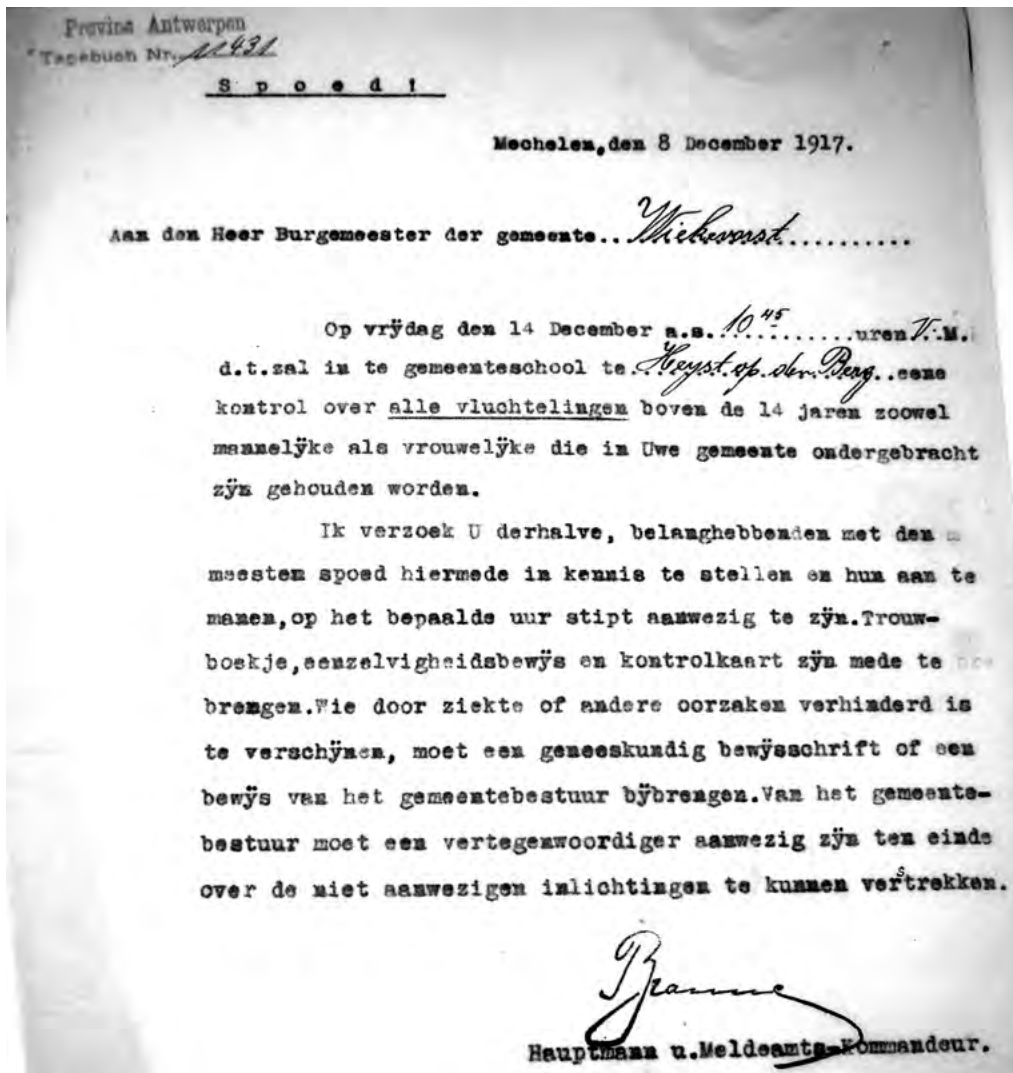 Provinz Antwerpen
Tagebuch Nr. 11431
Spoed!
Mechelen,den 8 December 1917.
Aan den Heer Burgemeester der gemeente..Wiekevorst..........
Op vrÿdag den 14 December a.s.10 45......uren V.M.
d.t.zal in te gemeenteschool te.Heyst.op.den.Berg..eene
kontrol over alle vluchtelingen boven de 14 jaren zoowel
mannelÿke als vrouwelÿke die in Uwe gemeente ondergebracht
zÿn gehouden worden.
Ik verzoek U derhalve, belanghebbenden met den m
meesten spoed hiermede in kennis te stellen en hun aan te
manen,op het bepaalde uur stipt aanwezig te zÿn.Trouw-
boekje,eenzelvigheidsbewÿs en kontrolkaart zÿn mede te
brengen.Wie door ziekte of andere oorzaken verhinderd is
te verschÿnen, moet een geneeskundig bewÿsschrift of een
bewÿs van het gemeentebestuur bÿbrengen.Van het gemeente-
bestuur moet een vertegenwoordiger aanwezig zÿn ten einde
over de niet aanwezigen inlichtingen te kunnen verstrekken.
Hauptmann u.Meldeamts-Kommandeur.